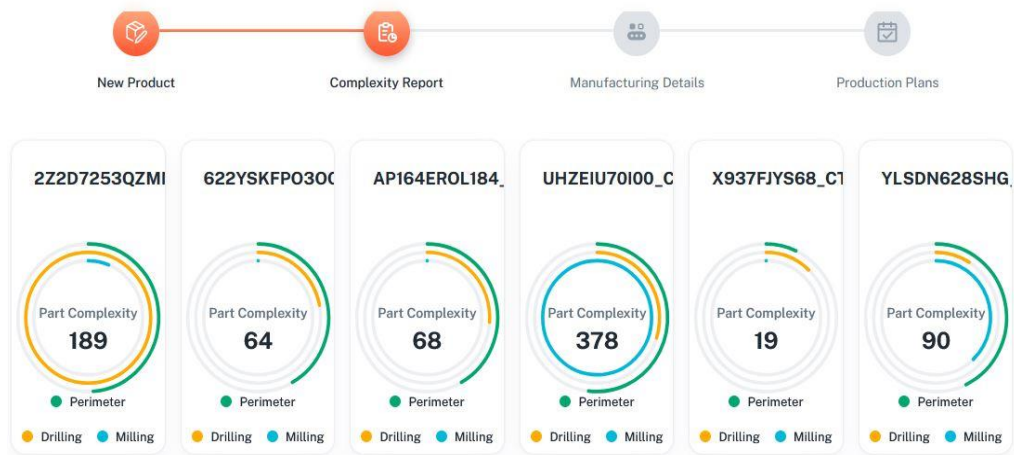 New Product
Complexity Report
Manufacturing Details
Production Plans
2Z2D7253QZMI
Part Complexity
189
Perimeter
Drilling
Milling
622YSKFPO3OC
Part Complexity
64
Perimeter
Drilling
Milling
AP164EROL184_
Part Complexity
68
Perimeter
Drilling
Milling
UHZEIU70I00_C
Part Complexity
378
Perimeter
Drilling
Milling
X937FJYS68_CT
Part Complexity
19
Perimeter
Drilling
Milling
YLSDN628SHG_
Part Complexity
90
Perimeter
Drilling
Milling